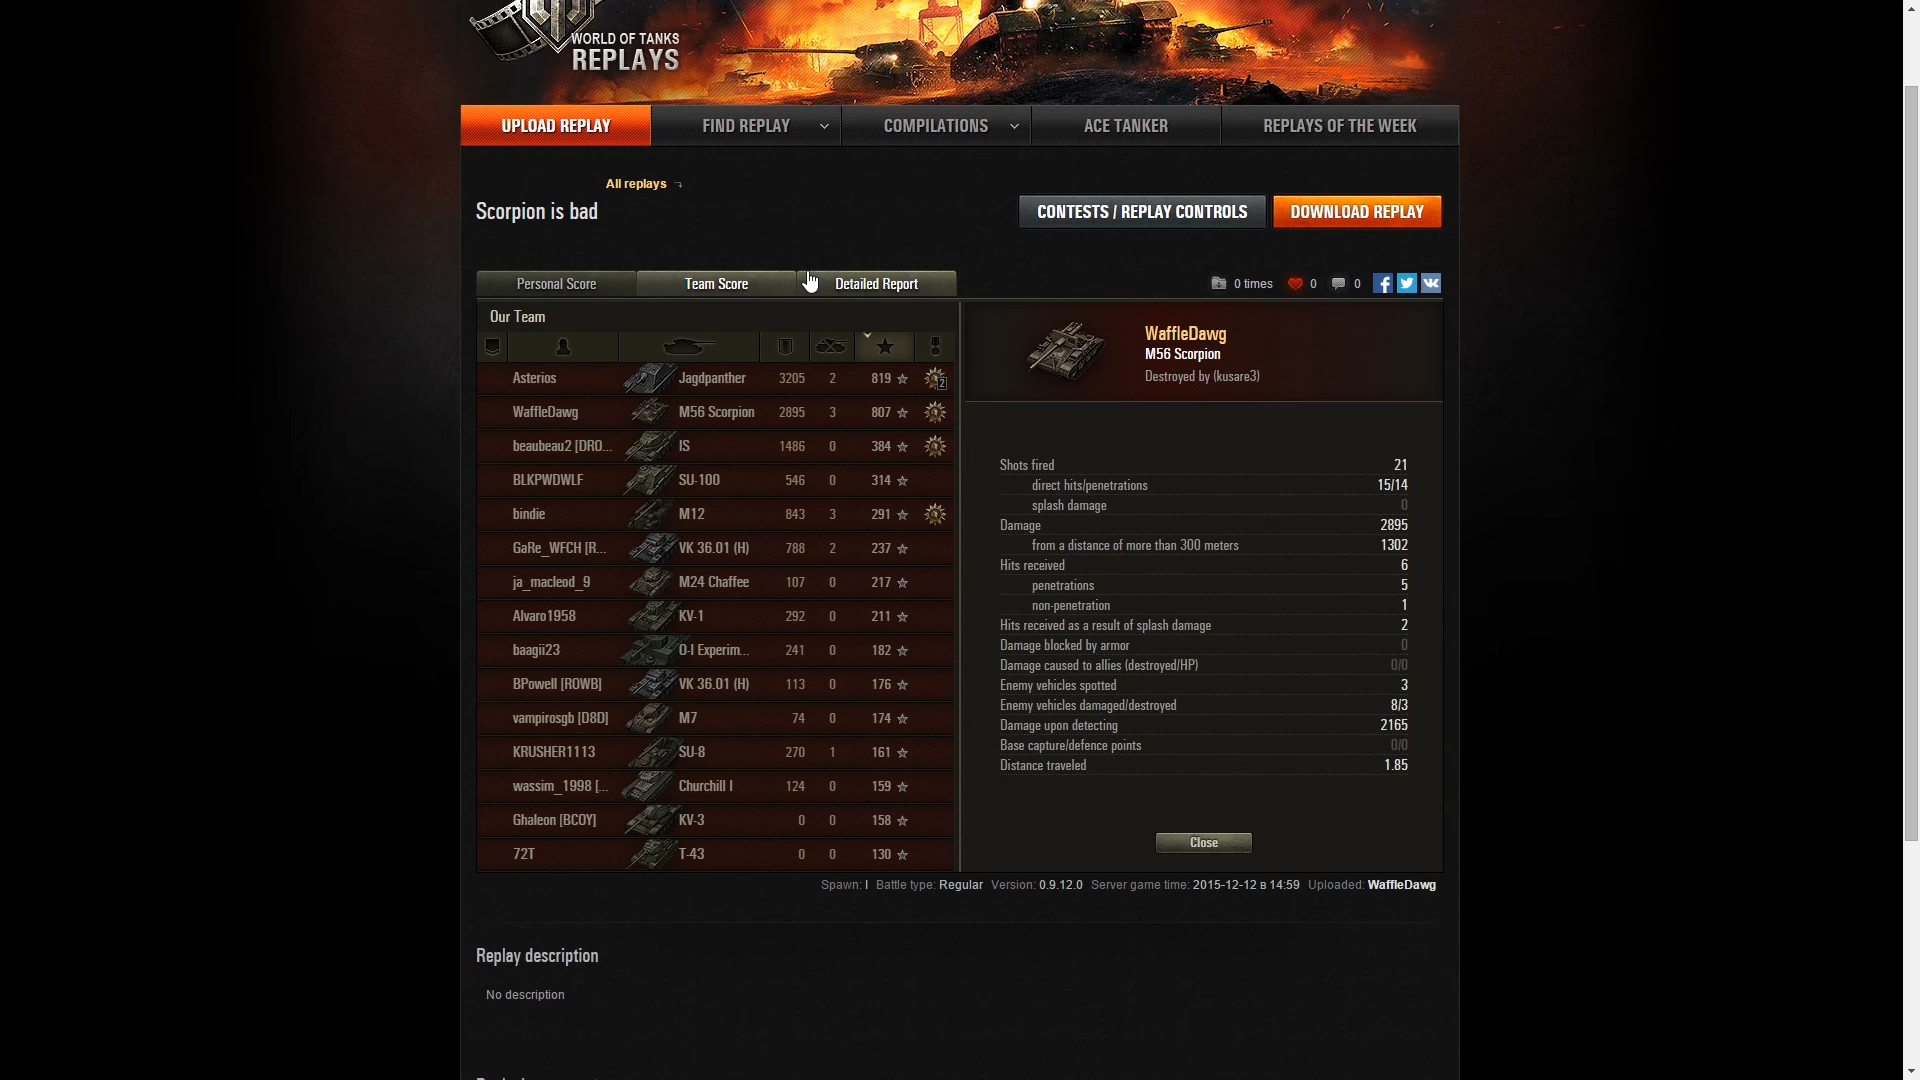 WORLD OF TANKS
REPLAYS
UPLOAD REPLAY FIND REPLAY COMPILATIONS ACE TANKER REPLAYS OF THE WEEK
All replays
Scorpion is bad
CONTESTS / REPLAY CONTROLS DOWNLOAD REPLAY
Personal Score Team Score Detailed Report 0 times 0 0
Our Team
Asterios Jagdpanther 3205 2 819 2
WaffleDawg M56 Scorpion 2895 3 807
beaubeau2 [DRO... IS 1486 0 384
BLKPWDWLF SU-100 546 0 314
bindie M12 843 3 291
GaRe_WFCH [R... VK 36.01 (H) 788 2 237
ja_macleod_9 M24 Chaffee 107 0 217
Alvaro1958 KV-1 292 0 211
baagii23 O-I Experim... 241 0 182
BPowell [ROWB] VK 36.01 (H) 113 0 176
vampirosgb [D8D] M7 74 0 174
KRUSHER1113 SU-8 270 1 161
wassim_1998 [... Churchill I 124 0 159
Ghaleon [BCOY] KV-3 0 0 158
72T T-43 0 0 130
WaffleDawg
M56 Scorpion
Destroyed by (kusare3)
Shots fired 21
direct hits/penetrations 15/14
splash damage 0
Damage 2895
from a distance of more than 300 meters 1302
Hits received 6
penetrations 5
non-penetration 1
Hits received as a result of splash damage 2
Damage blocked by armor 0
Damage caused to allies (destroyed/HP) 0/0
Enemy vehicles spotted 3
Enemy vehicles damaged/destroyed 8/3
Damage upon detecting 2165
Base capture/defence points 0/0
Distance traveled 1.85
Close
Spawn: I Battle type: Regular Version: 0.9.12.0 Server game time: 2015-12-12 в 14:59 Uploaded: WaffleDawg
Replay description
No description